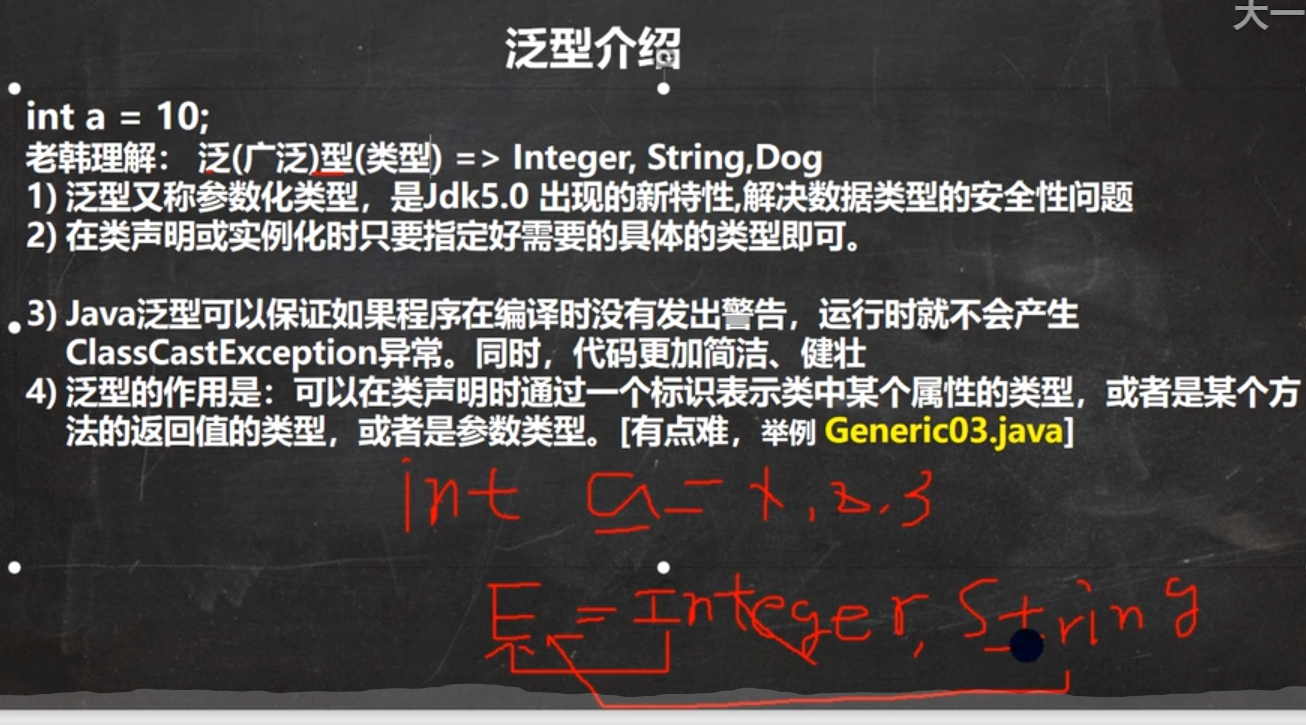 大一
泛型介绍
int a = 10;
老韩理解： 泛(广泛)型(类型) => Integer, String,Dog
1) 泛型又称参数化类型，是Jdk5.0 出现的新特性,解决数据类型的安全性问题
2) 在类声明或实例化时只要指定好需要的具体的类型即可。
3) Java泛型可以保证如果程序在编译时没有发出警告，运行时就不会产生
ClassCastException异常。同时，代码更加简洁、健壮
4) 泛型的作用是：可以在类声明时通过一个标识表示类中某个属性的类型，或者是某个方
法的返回值的类型，或者是参数类型。[有点难，举例 Generic03.java]
int a = 1, 2. 3
E = Integer, String